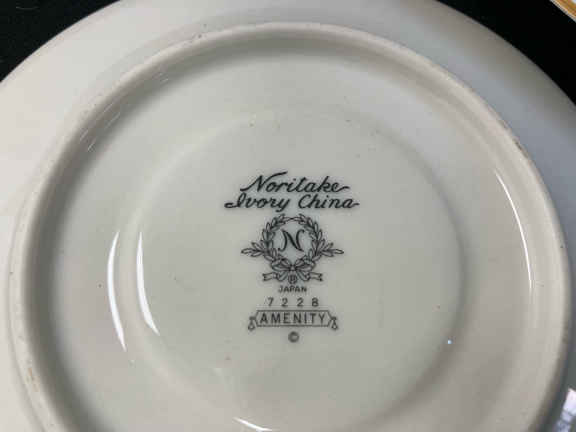 Noritake
Ivory China
N
®
JAPAN
7228
AMENITY
©